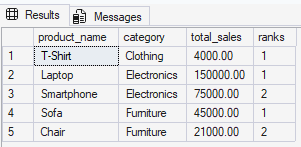 Results Messages
product_name category total_sales ranks
1 T-Shirt Clothing 4000.00 1
2 Laptop Electronics 150000.00 1
3 Smartphone Electronics 75000.00 2
4 Sofa Furniture 45000.00 1
5 Chair Furniture 21000.00 2